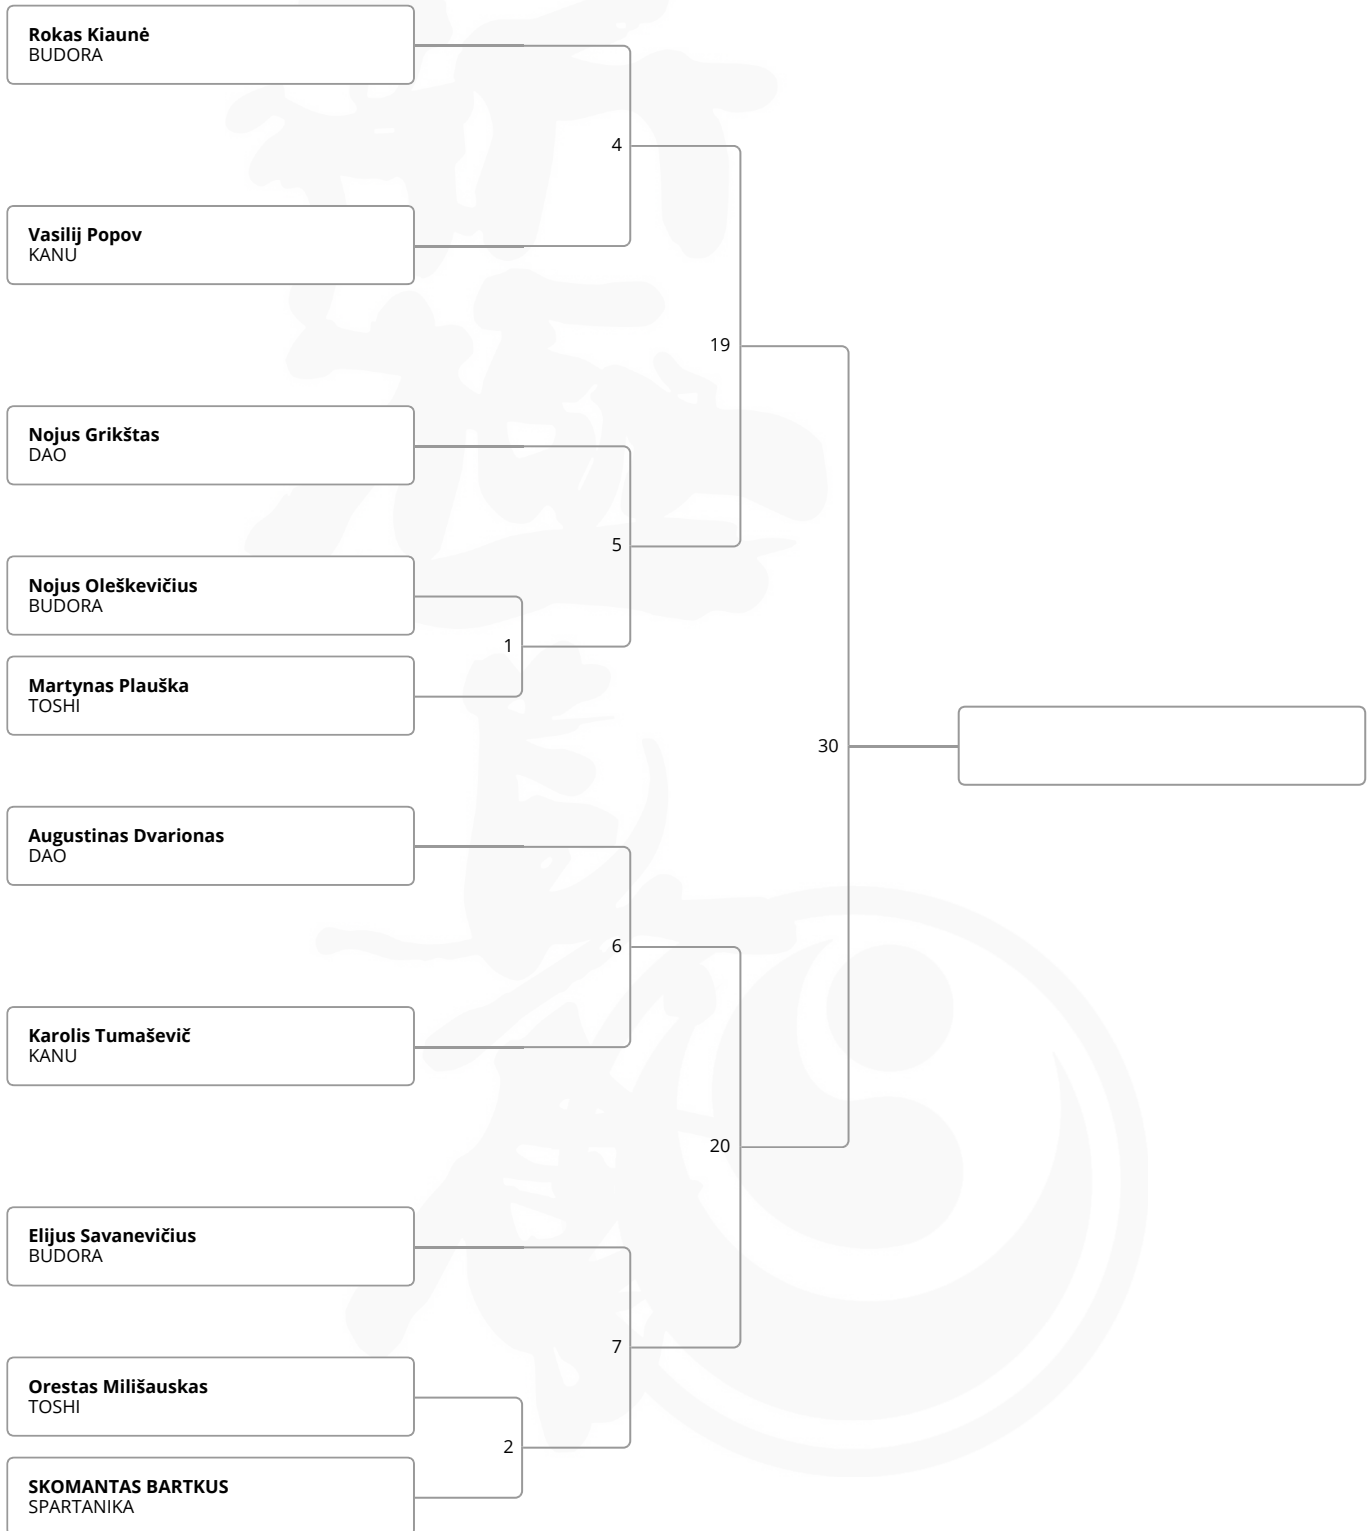 Rokas Kiaunė
BUDORA
4
Vasilij Popov
KANU
19
Nojus Grikštas
DAO
5
Nojus Oleškevičius
BUDORA
1
Martynas Plauška
TOSHI
30
Augustinas Dvarionas
DAO
6
Karolis Tumaševič
KANU
20
Elijus Savanevičius
BUDORA
7
Orestas Milišauskas
TOSHI
2
SKOMANTAS BARTKUS
SPARTANIKA